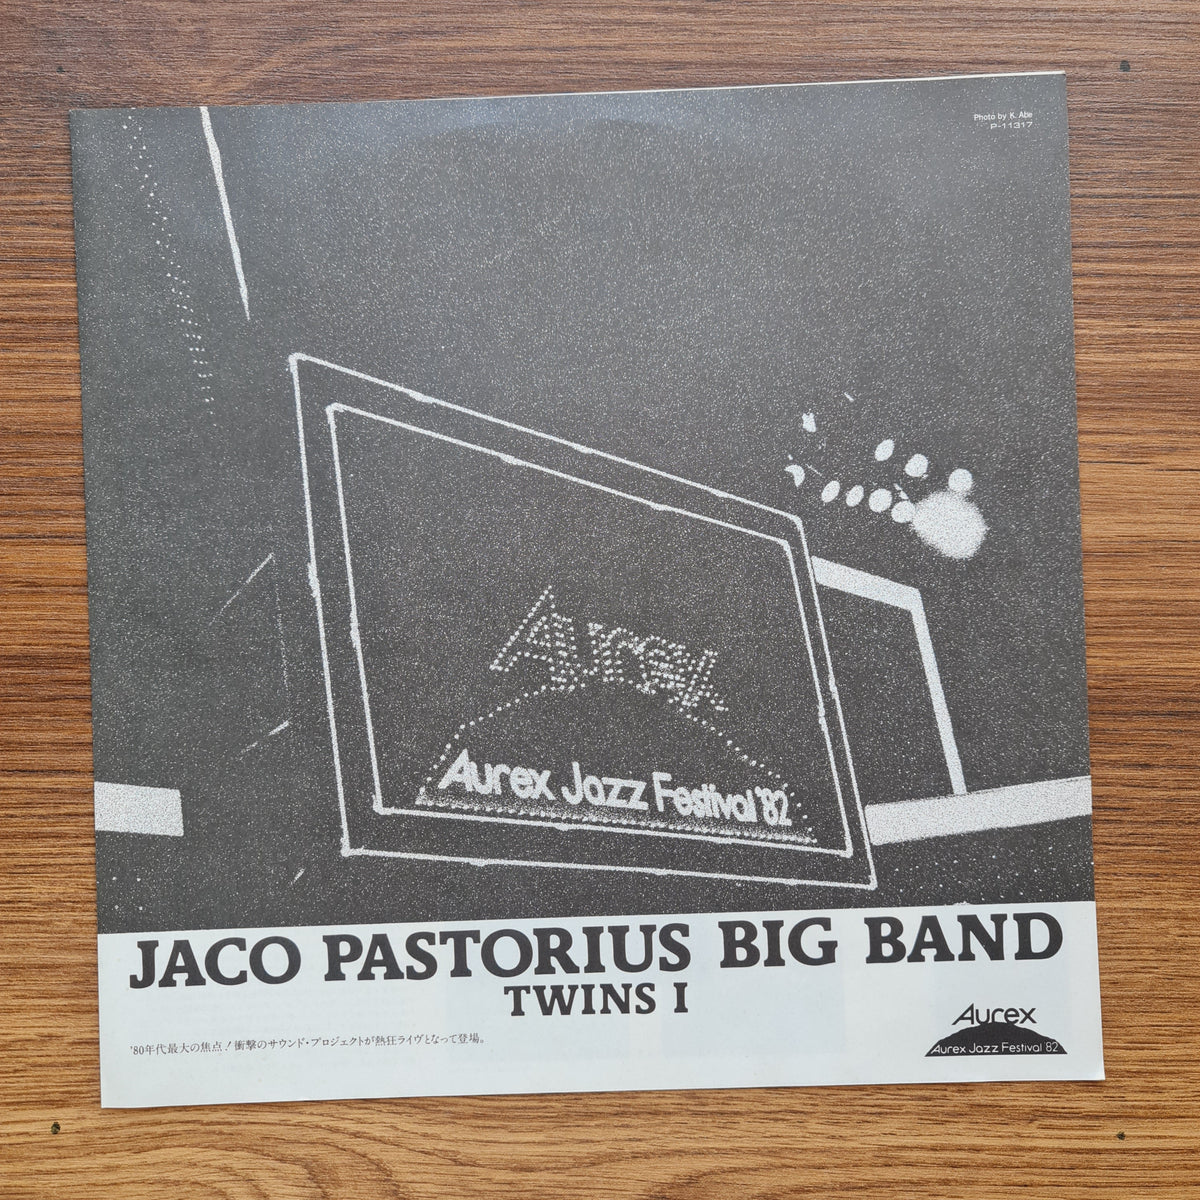 Photo by K. Abe
P-11317
Aurex
Aurex Jazz Festival '82
JACO PASTORIUS BIG BAND
TWINS I
'80年代最大の焦点!衝撃のサウンド・プロジェクトが熱狂ライヴとなって登場。
Aurex
Aurex Jazz Festival 82